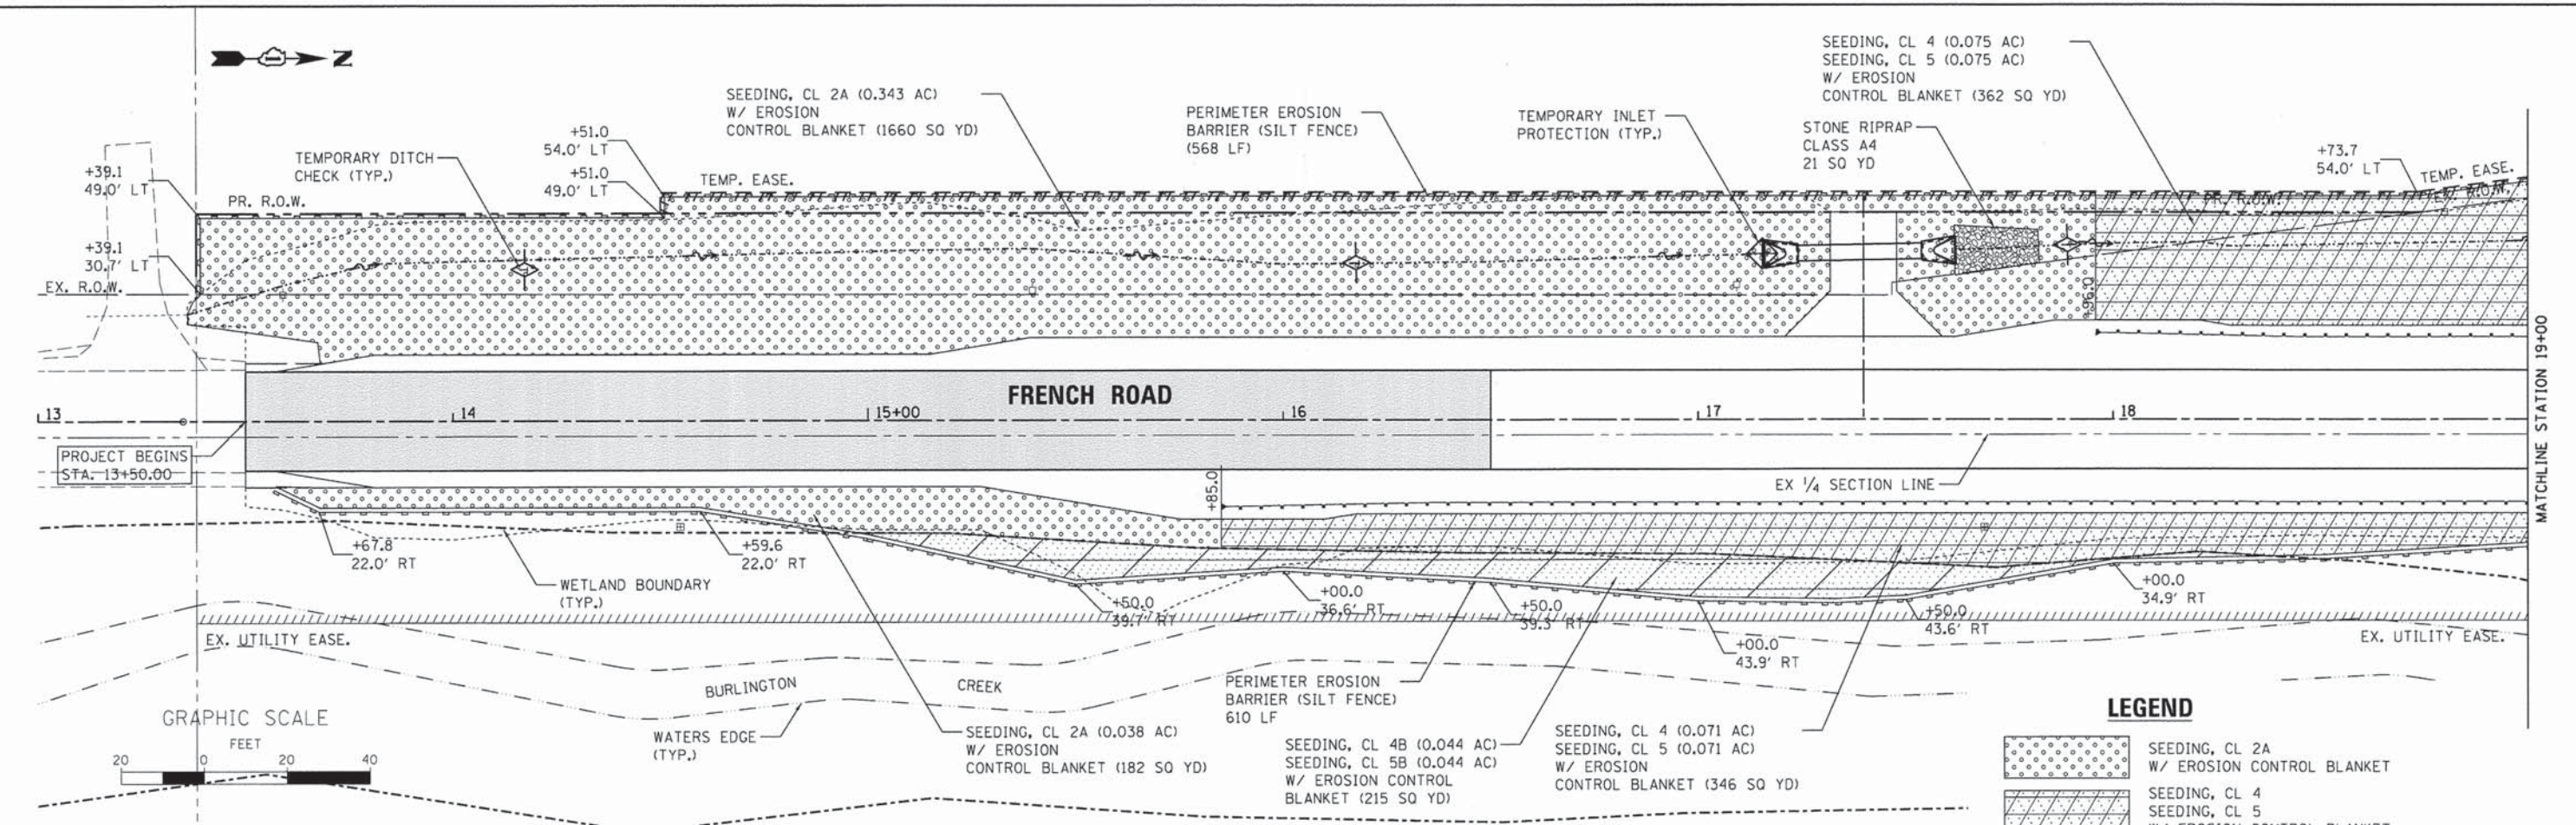 N
SEEDING, CL 2A (0.343 AC)
W/ EROSION
CONTROL BLANKET (1660 SQ YD)
PERIMETER EROSION
BARRIER (SILT FENCE)
(568 LF)
TEMPORARY INLET
PROTECTION (TYP.)
SEEDING, CL 4 (0.075 AC)
SEEDING, CL 5 (0.075 AC)
W/ EROSION
CONTROL BLANKET (362 SQ YD)
STONE RIPRAP
CLASS A4
21 SQ YD
+73.7
54.0' LT
TEMP. EASE.
+51.0
54.0' LT
+51.0
49.0' LT
TEMPORARY DITCH
CHECK (TYP.)
+39.1
49.0' LT
PR. R.O.W.
TEMP. EASE.
PR. R.O.W.
EX. R.O.W.
+39.1
30.7' LT
EX. R.O.W.
+96.0
FRENCH ROAD
13
14
15+00
16
17
18
MATCHLINE STATION 19+00
PROJECT BEGINS
STA. 13+50.00
EX 1/4 SECTION LINE
+85.0
+67.8
22.0' RT
+59.6
22.0' RT
WETLAND BOUNDARY
(TYP.)
+50.0
39.7' RT
+00.0
36.6' RT
+50.0
39.3' RT
+00.0
43.9' RT
+50.0
43.6' RT
+00.0
34.9' RT
EX. UTILITY EASE.
EX. UTILITY EASE.
BURLINGTON
CREEK
WATERS EDGE
(TYP.)
SEEDING, CL 2A (0.038 AC)
W/ EROSION
CONTROL BLANKET (182 SQ YD)
PERIMETER EROSION
BARRIER (SILT FENCE)
610 LF
SEEDING, CL 4B (0.044 AC)
SEEDING, CL 5B (0.044 AC)
W/ EROSION CONTROL
BLANKET (215 SQ YD)
SEEDING, CL 4 (0.071 AC)
SEEDING, CL 5 (0.071 AC)
W/ EROSION
CONTROL BLANKET (346 SQ YD)
GRAPHIC SCALE
FEET
20 0 20 40
LEGEND
SEEDING, CL 2A
W/ EROSION CONTROL BLANKET
SEEDING, CL 4
SEEDING, CL 5
W/ EROSION CONTROL BLANKET